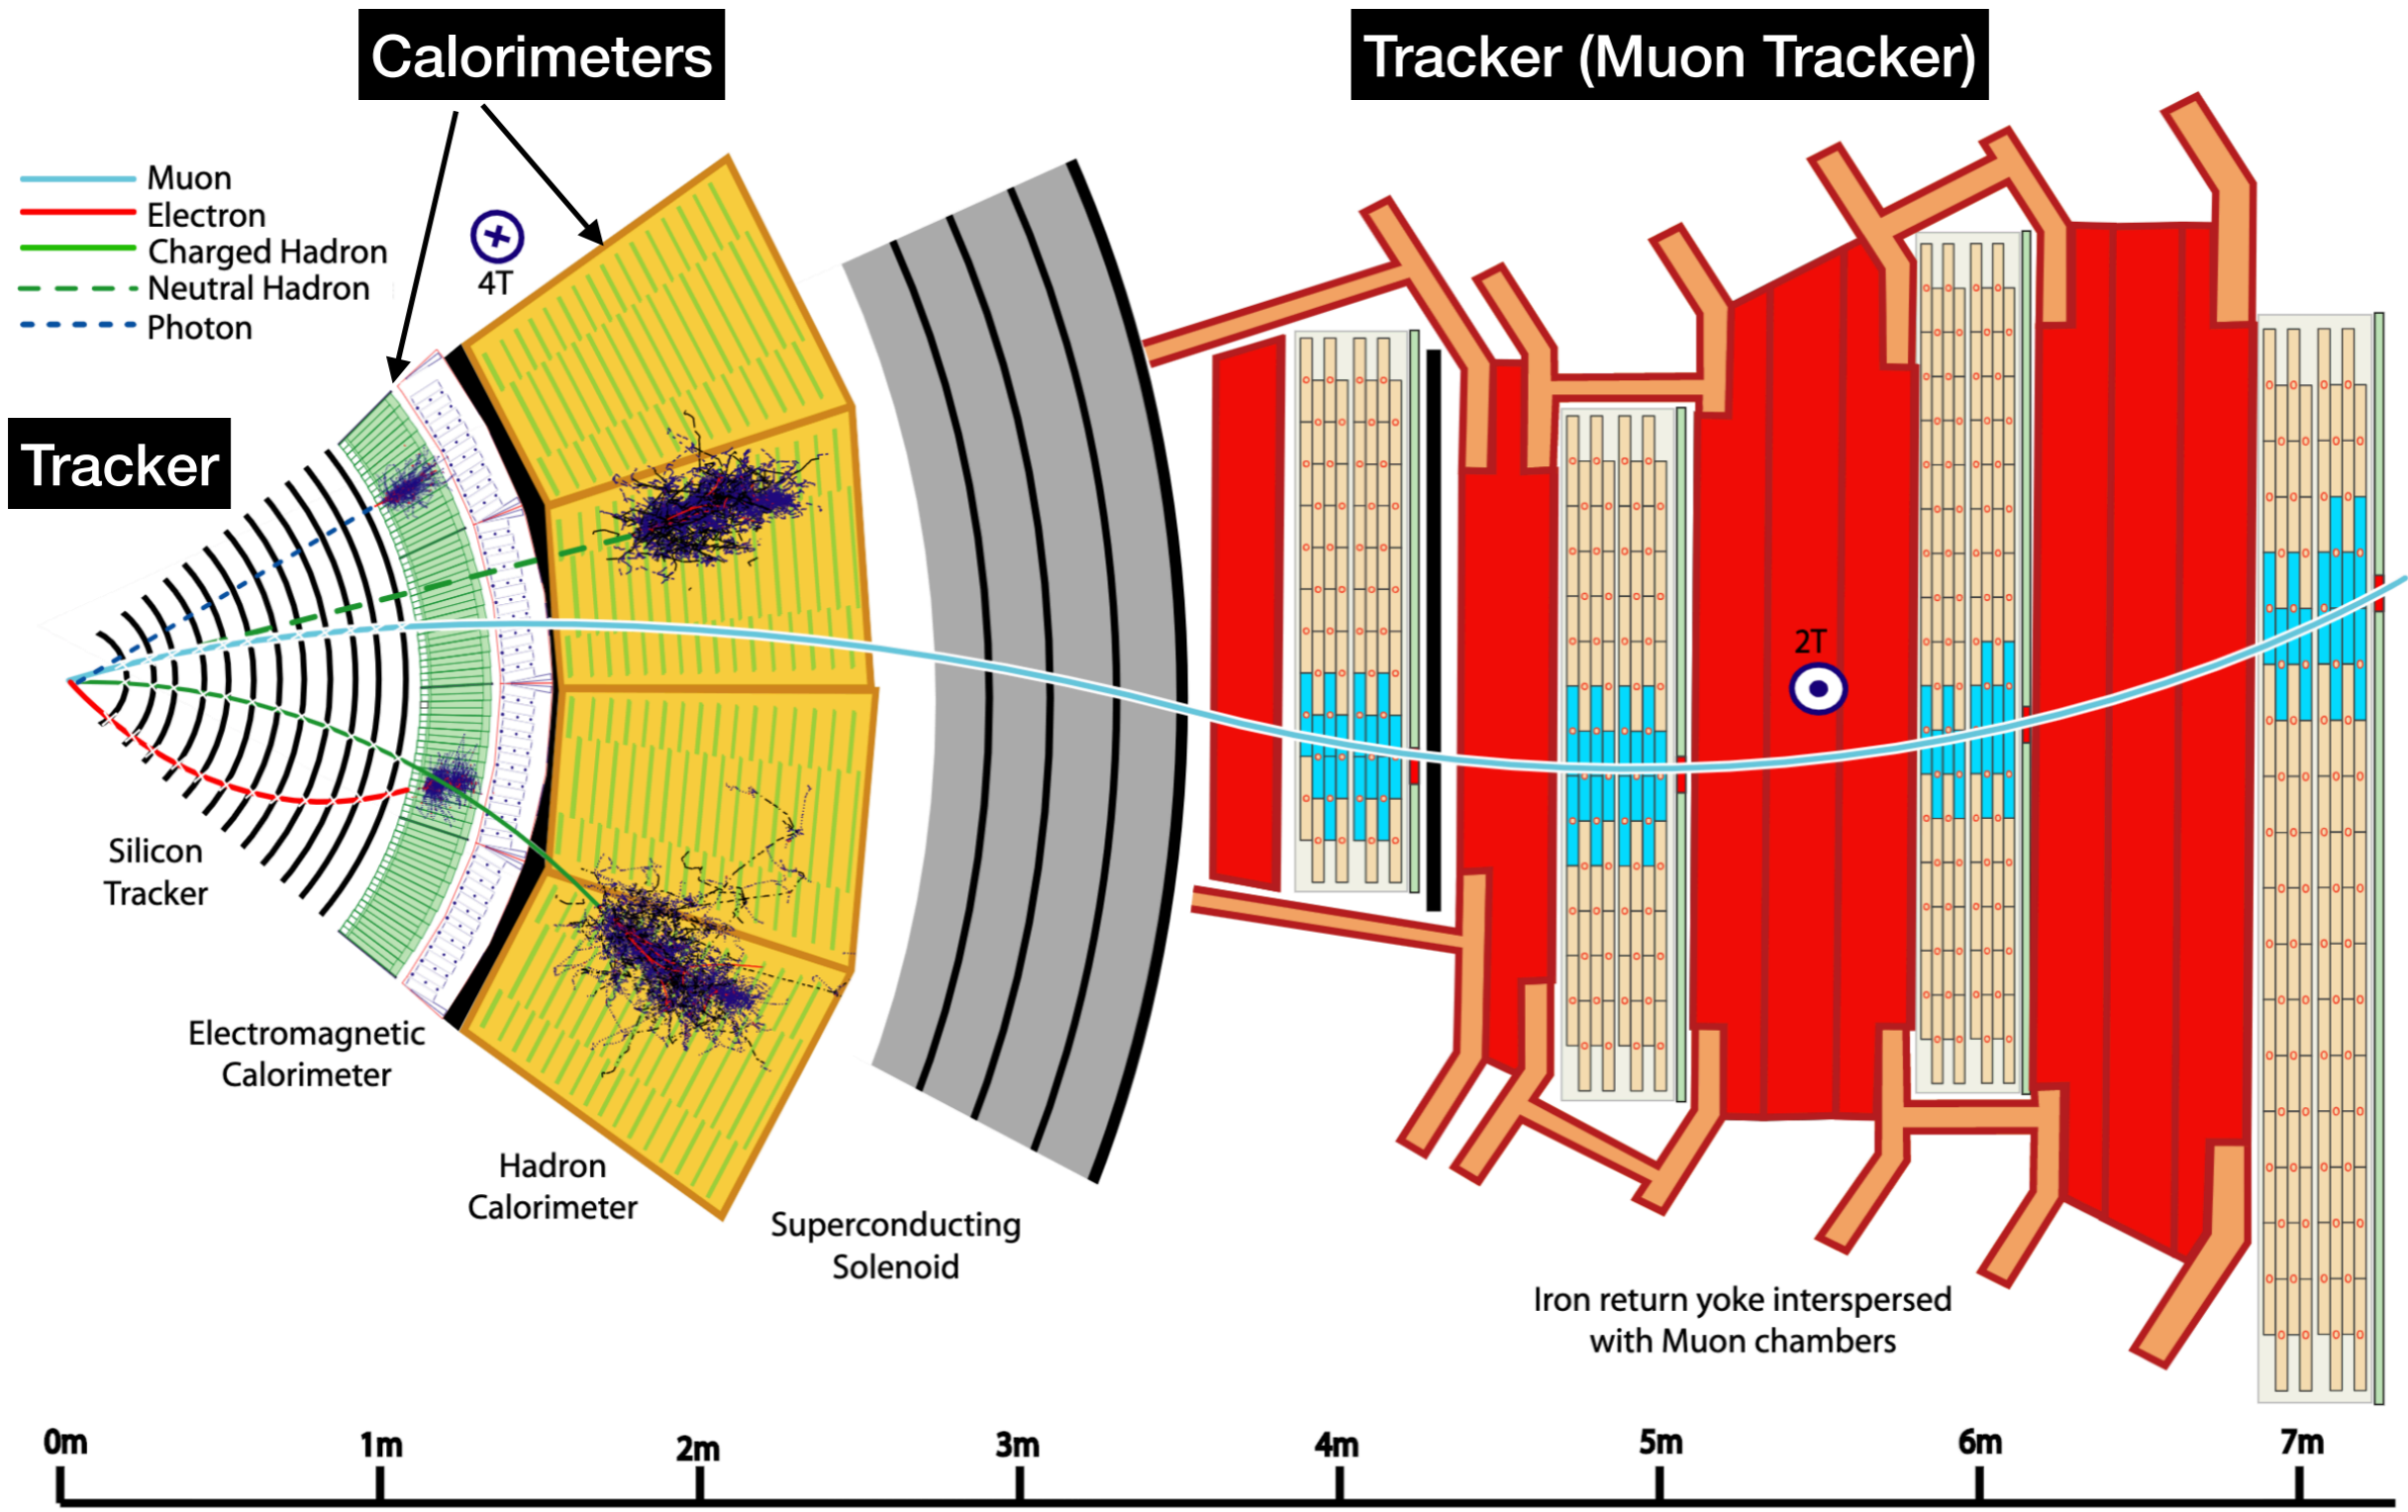 Calorimeters
Tracker (Muon Tracker)
Muon
Electron
Charged Hadron
Neutral Hadron
Photon
4T
Tracker
2T
Silicon
Tracker
Electromagnetic
Calorimeter
Hadron
Calorimeter
Superconducting
Solenoid
Iron return yoke interspersed
with Muon chambers
0m 1m 2m 3m 4m 5m 6m 7m